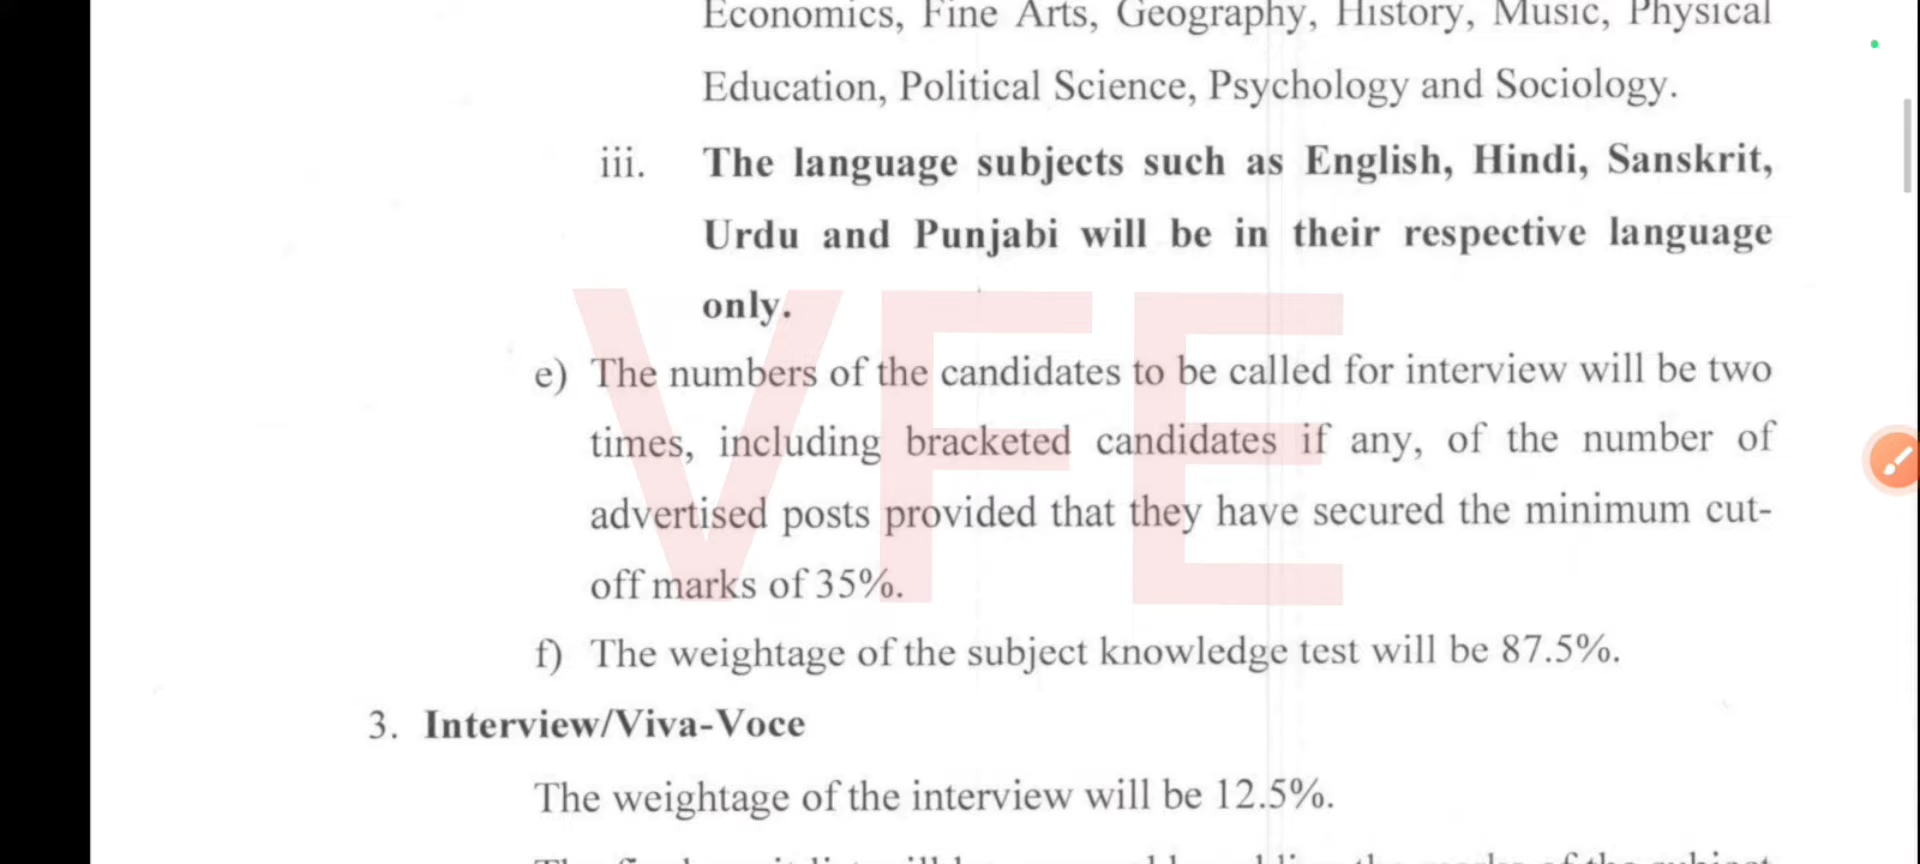 Economics, Fine Arts, Geography, History, Music, Physical
Education, Political Science, Psychology and Sociology.
iii. The language subjects such as English, Hindi, Sanskrit,
Urdu and Punjabi will be in their respective language
only.
e) The numbers of the candidates to be called for interview will be two
times, including bracketed candidates if any, of the number of
advertised posts provided that they have secured the minimum cut-
off marks of 35%.
f) The weightage of the subject knowledge test will be 87.5%.
3. Interview/Viva-Voce
The weightage of the interview will be 12.5%.
VFE